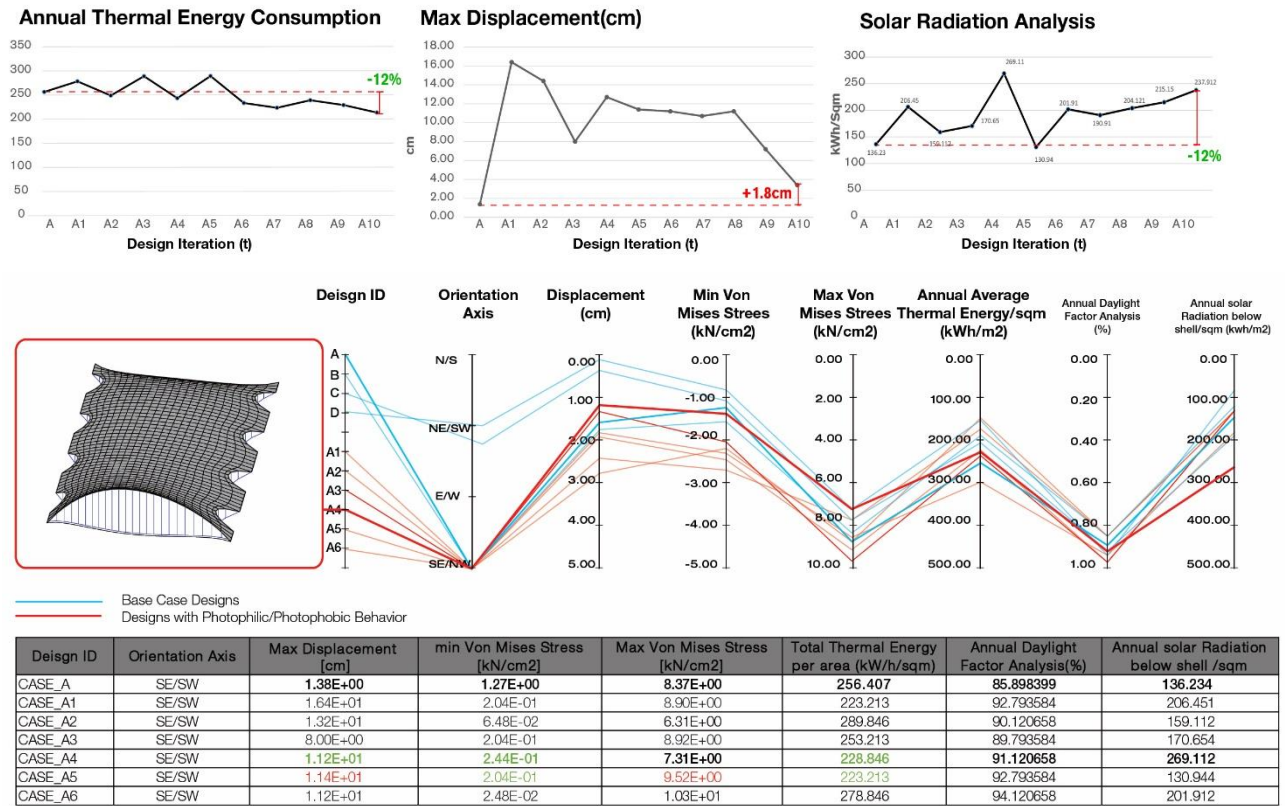 Annual Thermal Energy Consumption
350
300
250
200
150
100
50
0
-12%
A A1 A2 A3 A4 A5 A6 A7 A8 A9 A10
Design Iteration (t)
Max Displacement(cm)
18.00
16.00
14.00
12.00
10.00
8.00
6.00
4.00
2.00
0.00
cm
+1.8cm
A A1 A2 A3 A4 A5 A6 A7 A8 A9 A10
Design Iteration (t)
Solar Radiation Analysis
300
250
200
150
100
50
0
kWh/Sqm
136.23
206.45
159.112
170.65
269.11
130.94
201.91
190.91
204.121
215.15
237.912
-12%
A A1 A2 A3 A4 A5 A6 A7 A8 A9 A10
Design Iteration (t)
Deisgn ID
A
B
C
D
A1
A2
A3
A4
A5
A6
Orientation
Axis
N/S
NE/SW
E/W
SE/NW
Displacement
(cm)
0.00
1.00
2.00
3.00
4.00
5.00
Min Von
Mises Strees
(kN/cm2)
0.00
-1.00
-2.00
-3.00
-4.00
-5.00
Max Von
Mises Strees
(kN/cm2)
0.00
2.00
4.00
6.00
8.00
10.00
Annual Average
Thermal Energy/sqm
(kWh/m2)
0.00
100.00
200.00
300.00
400.00
500.00
Annual Daylight
Factor Analysis
(%)
0.00
0.20
0.40
0.60
0.80
1.00
Annual solar
Radiation below
shell/sqm (kwh/m2)
0.00
100.00
200.00
300.00
400.00
500.00
Base Case Designs
Designs with Photophilic/Photophobic Behavior
Deisgn ID Orientation Axis Max Displacement [cm] min Von Mises Stress [kN/cm2] Max Von Mises Stress [kN/cm2] Total Thermal Energy per area (kW/h/sqm) Annual Daylight Factor Analysis(%) Annual solar Radiation below shell /sqm
CASE_A SE/SW 1.38E+00 1.27E+00 8.37E+00 256.407 85.898399 136.234
CASE_A1 SE/SW 1.64E+01 2.04E-01 8.90E+00 223.213 92.793584 206.451
CASE_A2 SE/SW 1.32E+01 6.48E-02 6.31E+00 289.846 90.120658 159.112
CASE_A3 SE/SW 8.00E+00 2.04E-01 8.92E+00 253.213 89.793584 170.654
CASE_A4 SE/SW 1.12E+01 2.44E-01 7.31E+00 228.846 91.120658 269.112
CASE_A5 SE/SW 1.14E+01 2.04E-01 9.52E+00 223.213 92.793584 130.944
CASE_A6 SE/SW 1.12E+01 2.48E-02 1.03E+01 278.846 94.120658 201.912